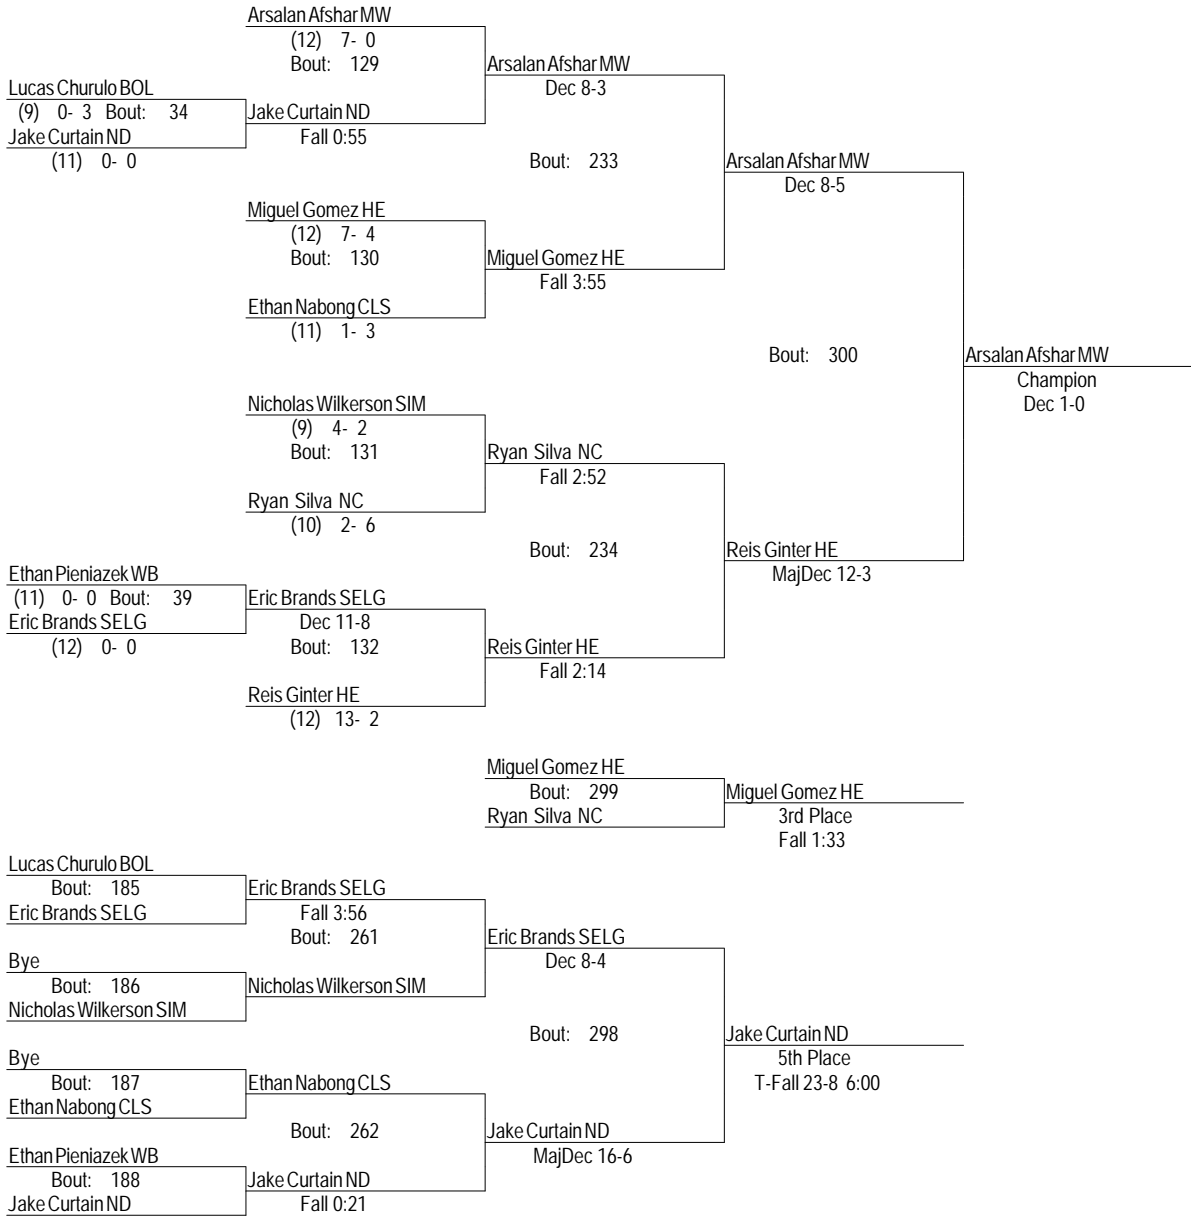 Arsalan Afshar MW
(12) 7- 0
Bout: 129
Arsalan Afshar MW
Dec 8-3
Lucas Churulo BOL
(9) 0- 3 Bout: 34
Jake Curtain ND
Jake Curtain ND
Fall 0:55
(11) 0- 0
Bout: 233
Arsalan Afshar MW
Dec 8-5
Miguel Gomez HE
(12) 7- 4
Bout: 130
Miguel Gomez HE
Fall 3:55
Ethan Nabong CLS
(11) 1- 3
Bout: 300
Arsalan Afshar MW
Champion
Dec 1-0
Nicholas Wilkerson SIM
(9) 4- 2
Bout: 131
Ryan Silva NC
Fall 2:52
Ryan Silva NC
(10) 2- 6
Bout: 234
Reis Ginter HE
MajDec 12-3
Ethan Pieniazek WB
(11) 0- 0 Bout: 39
Eric Brands SELG
Eric Brands SELG
Dec 11-8
(12) 0- 0
Bout: 132
Reis Ginter HE
Fall 2:14
Reis Ginter HE
(12) 13- 2
Miguel Gomez HE
Bout: 299
Miguel Gomez HE
Ryan Silva NC
3rd Place
Fall 1:33
Lucas Churulo BOL
Bout: 185
Eric Brands SELG
Eric Brands SELG
Fall 3:56
Bout: 261
Eric Brands SELG
Dec 8-4
Bye
Bout: 186
Nicholas Wilkerson SIM
Nicholas Wilkerson SIM
Bout: 298
Jake Curtain ND
5th Place
T-Fall 23-8 6:00
Bye
Bout: 187
Ethan Nabong CLS
Ethan Nabong CLS
Bout: 262
Jake Curtain ND
MajDec 16-6
Ethan Pieniazek WB
Bout: 188
Jake Curtain ND
Jake Curtain ND
Fall 0:21